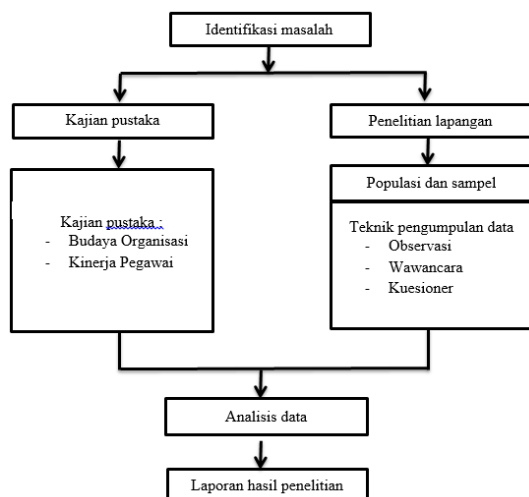 Identifikasi masalah
Kajian pustaka
Penelitian lapangan
Kajian pustaka :
- Budaya Organisasi
- Kinerja Pegawai
Populasi dan sampel
Teknik pengumpulan data
- Observasi
- Wawancara
- Kuesioner
Analisis data
Laporan hasil penelitian